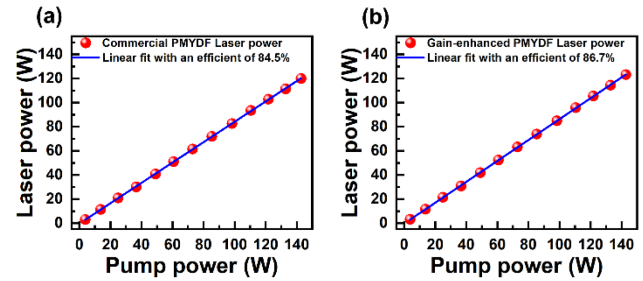 (a)
Commercial PMYDF Laser power
Linear fit with an efficient of 84.5%
Laser power (W)
140
120
100
80
60
40
20
0
0 20 40 60 80 100 120 140
Pump power (W)
(b)
Gain-enhanced PMYDF Laser power
Linear fit with an efficient of 86.7%
Laser power (W)
140
120
100
80
60
40
20
0
0 20 40 60 80 100 120 140
Pump power (W)